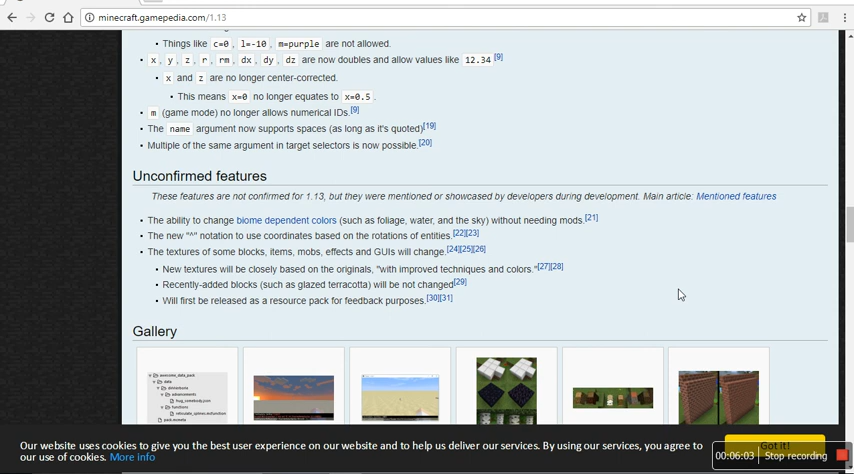 minecraft.gamepedia.com/1.13
• Things like c=0, l=-10, m=purple are not allowed.
• x, y, z, r, rm, dx, dy, dz are now doubles and allow values like 12.34 [9]
• x and z are no longer center-corrected.
• This means x=0 no longer equates to x=0.5.
• m (game mode) no longer allows numerical IDs.[9]
• The name argument now supports spaces (as long as it's quoted)[19]
• Multiple of the same argument in target selectors is now possible.[20]
Unconfirmed features
These features are not confirmed for 1.13, but they were mentioned or showcased by developers during development. Main article: Mentioned features
• The ability to change biome dependent colors (such as foliage, water, and the sky) without needing mods.[21]
• The new "^" notation to use coordinates based on the rotations of entities.[22][23]
• The textures of some blocks, items, mobs, effects and GUIs will change.[24][25][26]
• New textures will be closely based on the originals, "with improved techniques and colors."[27][28]
• Recently-added blocks (such as glazed terracotta) will be not changed[29]
• Will first be released as a resource pack for feedback purposes.[30][31]
Gallery
awesome_data_pack
data
advancements
functions
pack.mcmeta
Our website uses cookies to give you the best user experience on our website and to help us deliver our services. By using our services, you agree to
our use of cookies. More info
Got it!
00:06:03 Stop recording